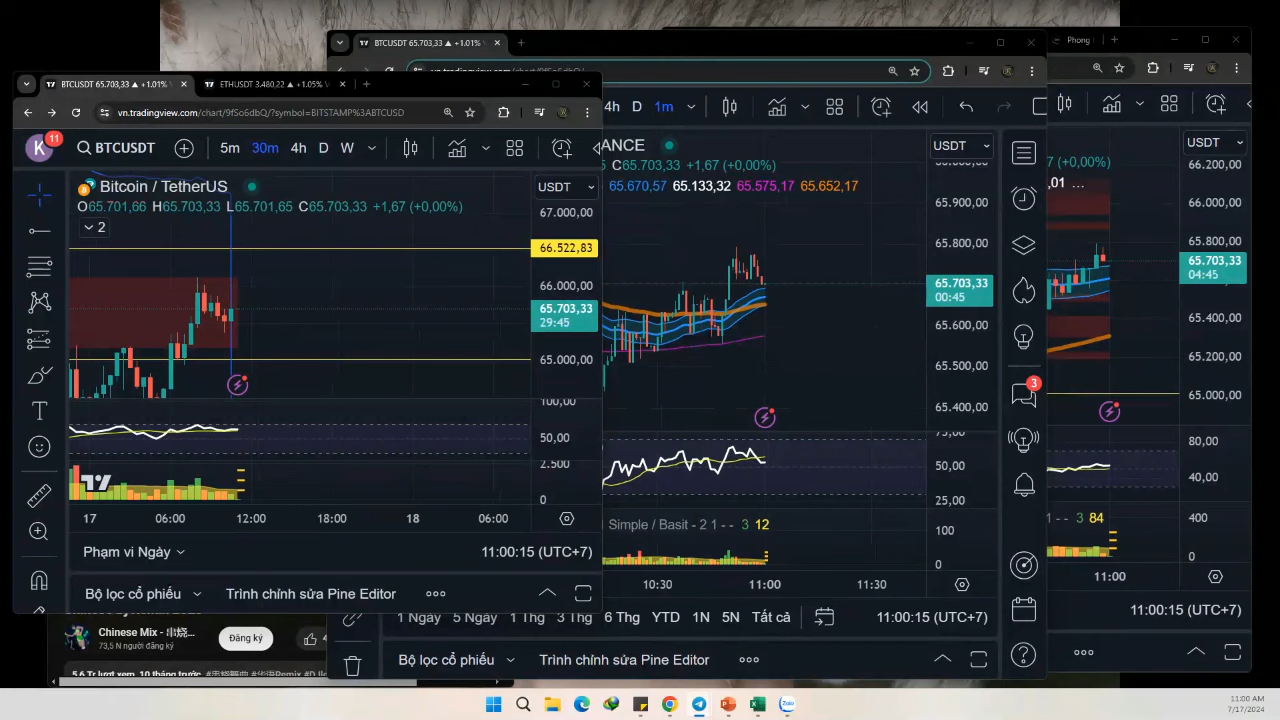 BTCUSDT 65.703,33 ▲ +1.01%
Phong
BTCUSDT 65.703,33 ▲ +1.01%
ETHUSDT 3.480,22 ▲ +1.05%
vn.tradingview.com/chart/9fSo6dbQ/?symbol=BITSTAMP%3ABTCUSD
K 11
BTCUSDT
5m 30m 4h D W
Bitcoin / TetherUS
O65.701,66 H65.703,33 L65.701,65 C65.703,33 +1,67 (+0,00%)
2
USDT
67.000,00
66.522,83
66.000,00
65.703,33
29:45
65.000,00
100,00
50,00
2.500
0
17 06:00 12:00 18:00 18 06:00
Phạm vi Ngày
11:00:15 (UTC+7)
Bộ lọc cổ phiếu
Trình chỉnh sửa Pine Editor
4h D 1m
ANCE
C65.703,33 +1,67 (+0,00%)
65.670,57 65.133,32 65.575,17 65.652,17
USDT
65.900,00
65.800,00
65.703,33
00:45
65.600,00
65.500,00
65.400,00
75,00
50,00
25,00
Simple / Basit - 2 1 - - 3 12
100
0
10:30 11:00 11:30
1 Ngày 5 Ngày 1 Thg 3 Thg 6 Thg YTD 1N 5N Tất cả
11:00:15 (UTC+7)
Bộ lọc cổ phiếu
Trình chỉnh sửa Pine Editor
3
7 (+0,00%)
,01 ...
USDT
66.200,00
66.000,00
65.800,00
65.703,33
04:45
65.400,00
65.200,00
65.000,00
80,00
40,00
1 - - 3 84
400
0
11:00
11:00:15 (UTC+7)
Chinese Mix - 串烧...
73,5 N người đăng ký
Đăng ký
4
5,6 Tr lượt xem 10 tháng trước
Zalo
11:00 AM
7/17/2024